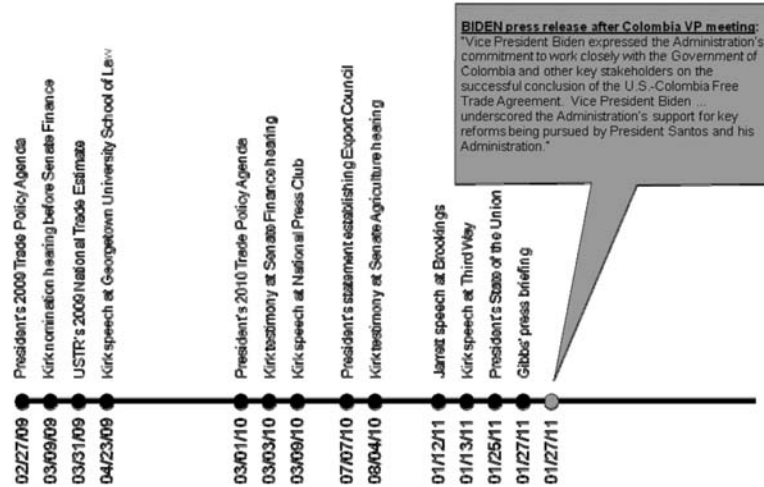 BIDEN press release after Colombia VP meeting:
"Vice President Biden expressed the Administration's
commitment to work closely with the Government of
Colombia and other key stakeholders on the
successful conclusion of the U.S.-Colombia Free
Trade Agreement. Vice President Biden ...
underscored the Administration's support for key
reforms being pursued by President Santos and his
Administration."
President's 2009 Trade Policy Agenda
Kirk nomination hearing before Senate Finance
USTR's 2009 National Trade Estimate
Kirk speech at Georgetown University School of Law
President's 2010 Trade Policy Agenda
Kirk testimony at Senate Finance hearing
Kirk speech at National Press Club
President's statement establishing Export Council
Kirk testimony at Senate Agriculture hearing
Jarrett speech at Brookings
Kirk speech at Third Way
President's State of the Union
Gibbs' press briefing
02/27/09
03/09/09
03/31/09
04/23/09
03/01/10
03/03/10
03/09/10
07/07/10
08/04/10
01/12/11
01/13/11
01/25/11
01/27/11
01/27/11